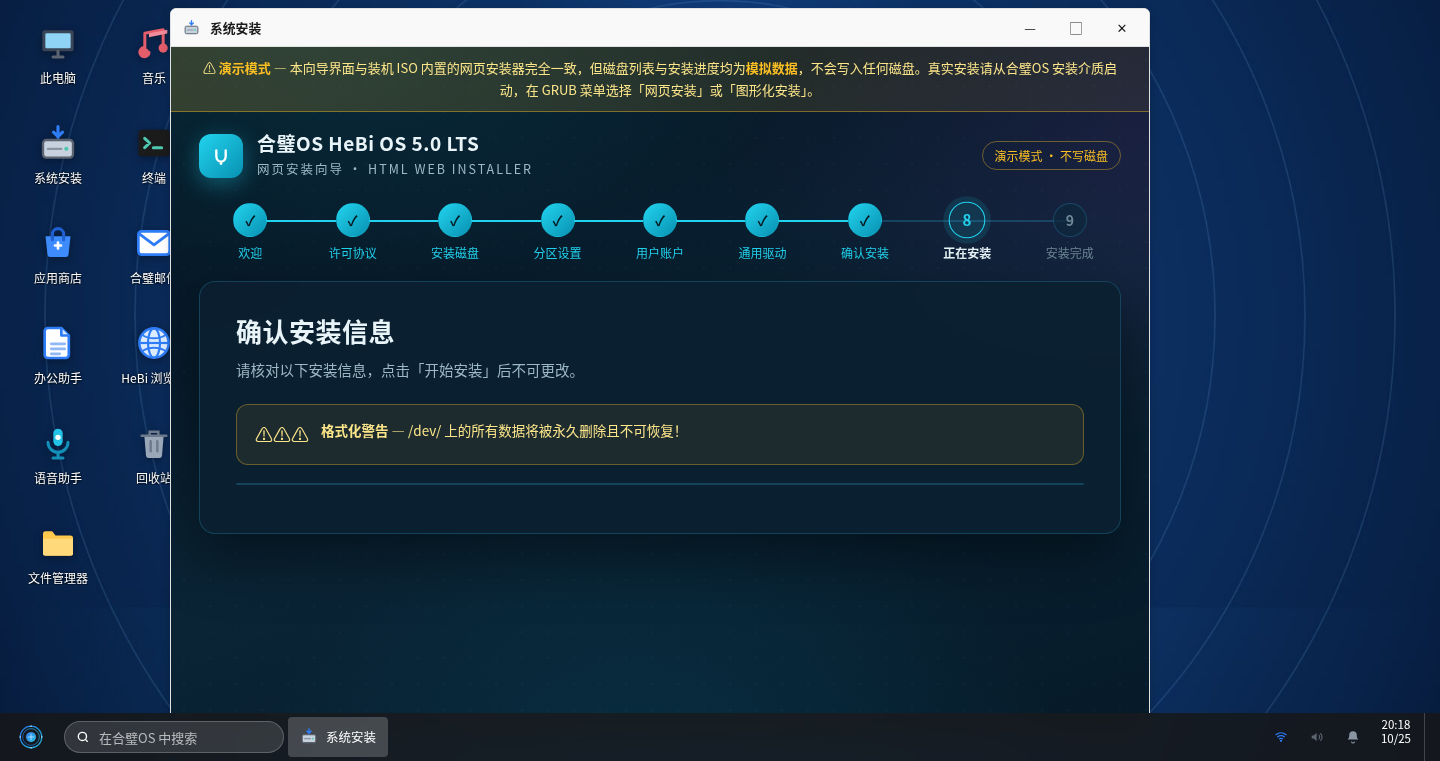 系统安装
⚠ 演示模式 — 本向导界面与装机 ISO 内置的网页安装器完全一致，但磁盘列表与安装进度均为模拟数据，不会写入任何磁盘。真实安装请从合璧OS 安装介质启
动，在 GRUB 菜单选择「网页安装」或「图形化安装」。
合璧OS HeBi OS 5.0 LTS
网页安装向导 · HTML WEB INSTALLER
演示模式 · 不写磁盘
✓ ✓ ✓ ✓ ✓ ✓ ✓ 8 9
欢迎 许可协议 安装磁盘 分区设置 用户账户 通用驱动 确认安装 正在安装 安装完成
确认安装信息
请核对以下安装信息，点击「开始安装」后不可更改。
⚠⚠⚠ 格式化警告 — /dev/ 上的所有数据将被永久删除且不可恢复！
此电脑 音乐
系统安装 终端
应用商店 合璧邮
办公助手 HeBi 浏
语音助手 回收站
文件管理器
在合璧OS 中搜索
系统安装
20:18
10/25